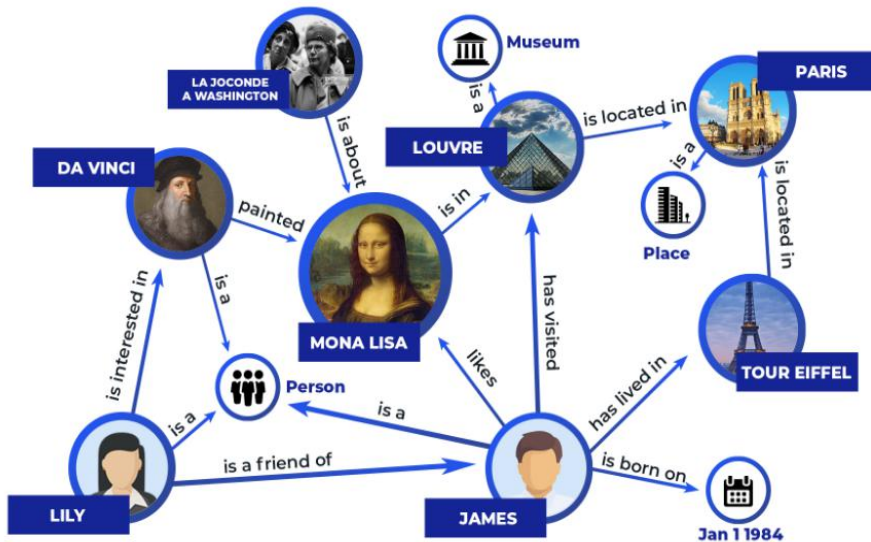 LA JOCONDE
A WASHINGTON
Museum
PARIS
is a
is located in
LOUVRE
is about
is a
DA VINCI
is located in
painted
is in
Place
is a
is interested in
has visited
MONA LISA
TOUR EIFFEL
likes
Person
has lived in
is a
is a
is a friend of
is born on
LILY
JAMES
Jan 1 1984